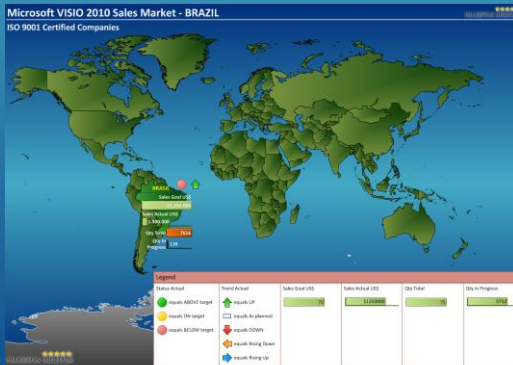 Microsoft VISIO 2010 Sales Market - BRAZIL
ISO 9001 Certified Companies
BRASIL
Sales Goal US$
Sales Actual US$
Qty Total
7614
Qty In
Progress
Legend
Status Actual
equals ABOVE target
equals ON target
equals BELOW target
Trend Actual
equals UP
equals As planned
equals DOWN
equals Rising Down
equals Rising Up
Sales Goal US$
75
Sales Actual US$
11250000
Qty Total
75
Qty In Progress
5712